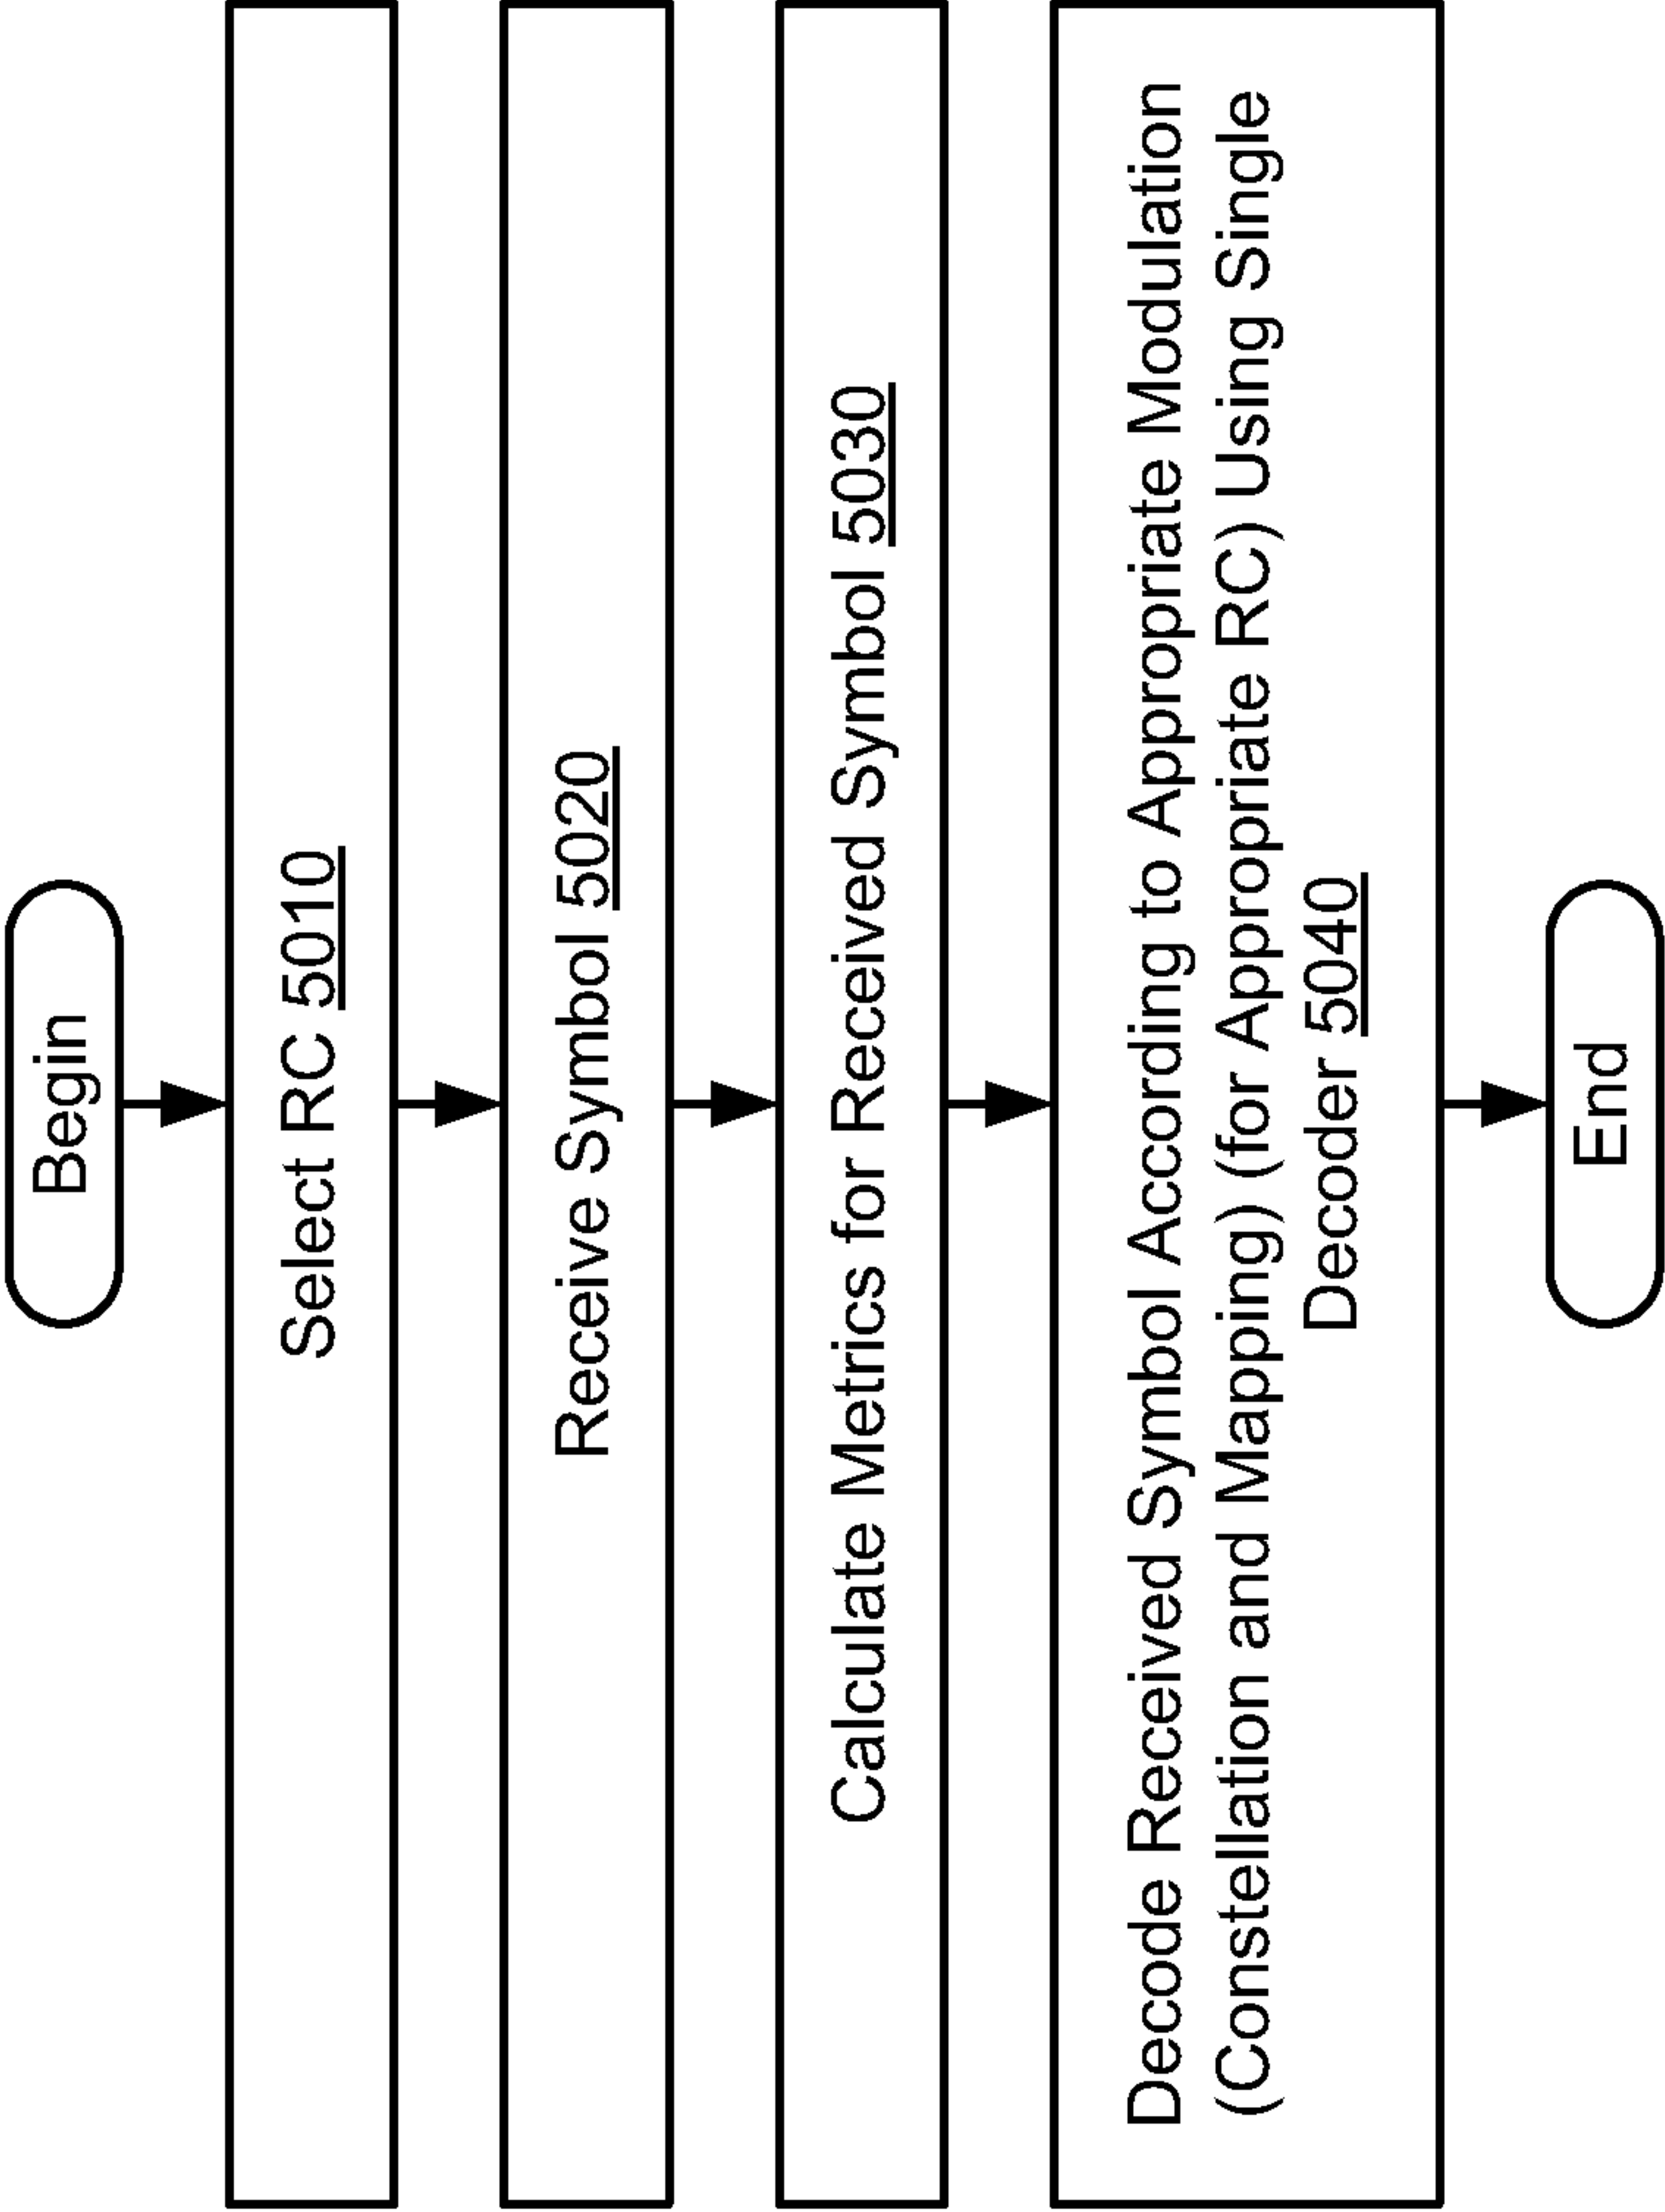 Begin
Select RC 5010
Receive Symbol 5020
Calculate Metrics for Received Symbol 5030
Decode Received Symbol According to Appropriate Modulation
(Constellation and Mapping) (for Appropriate RC) Using Single
Decoder 5040
End